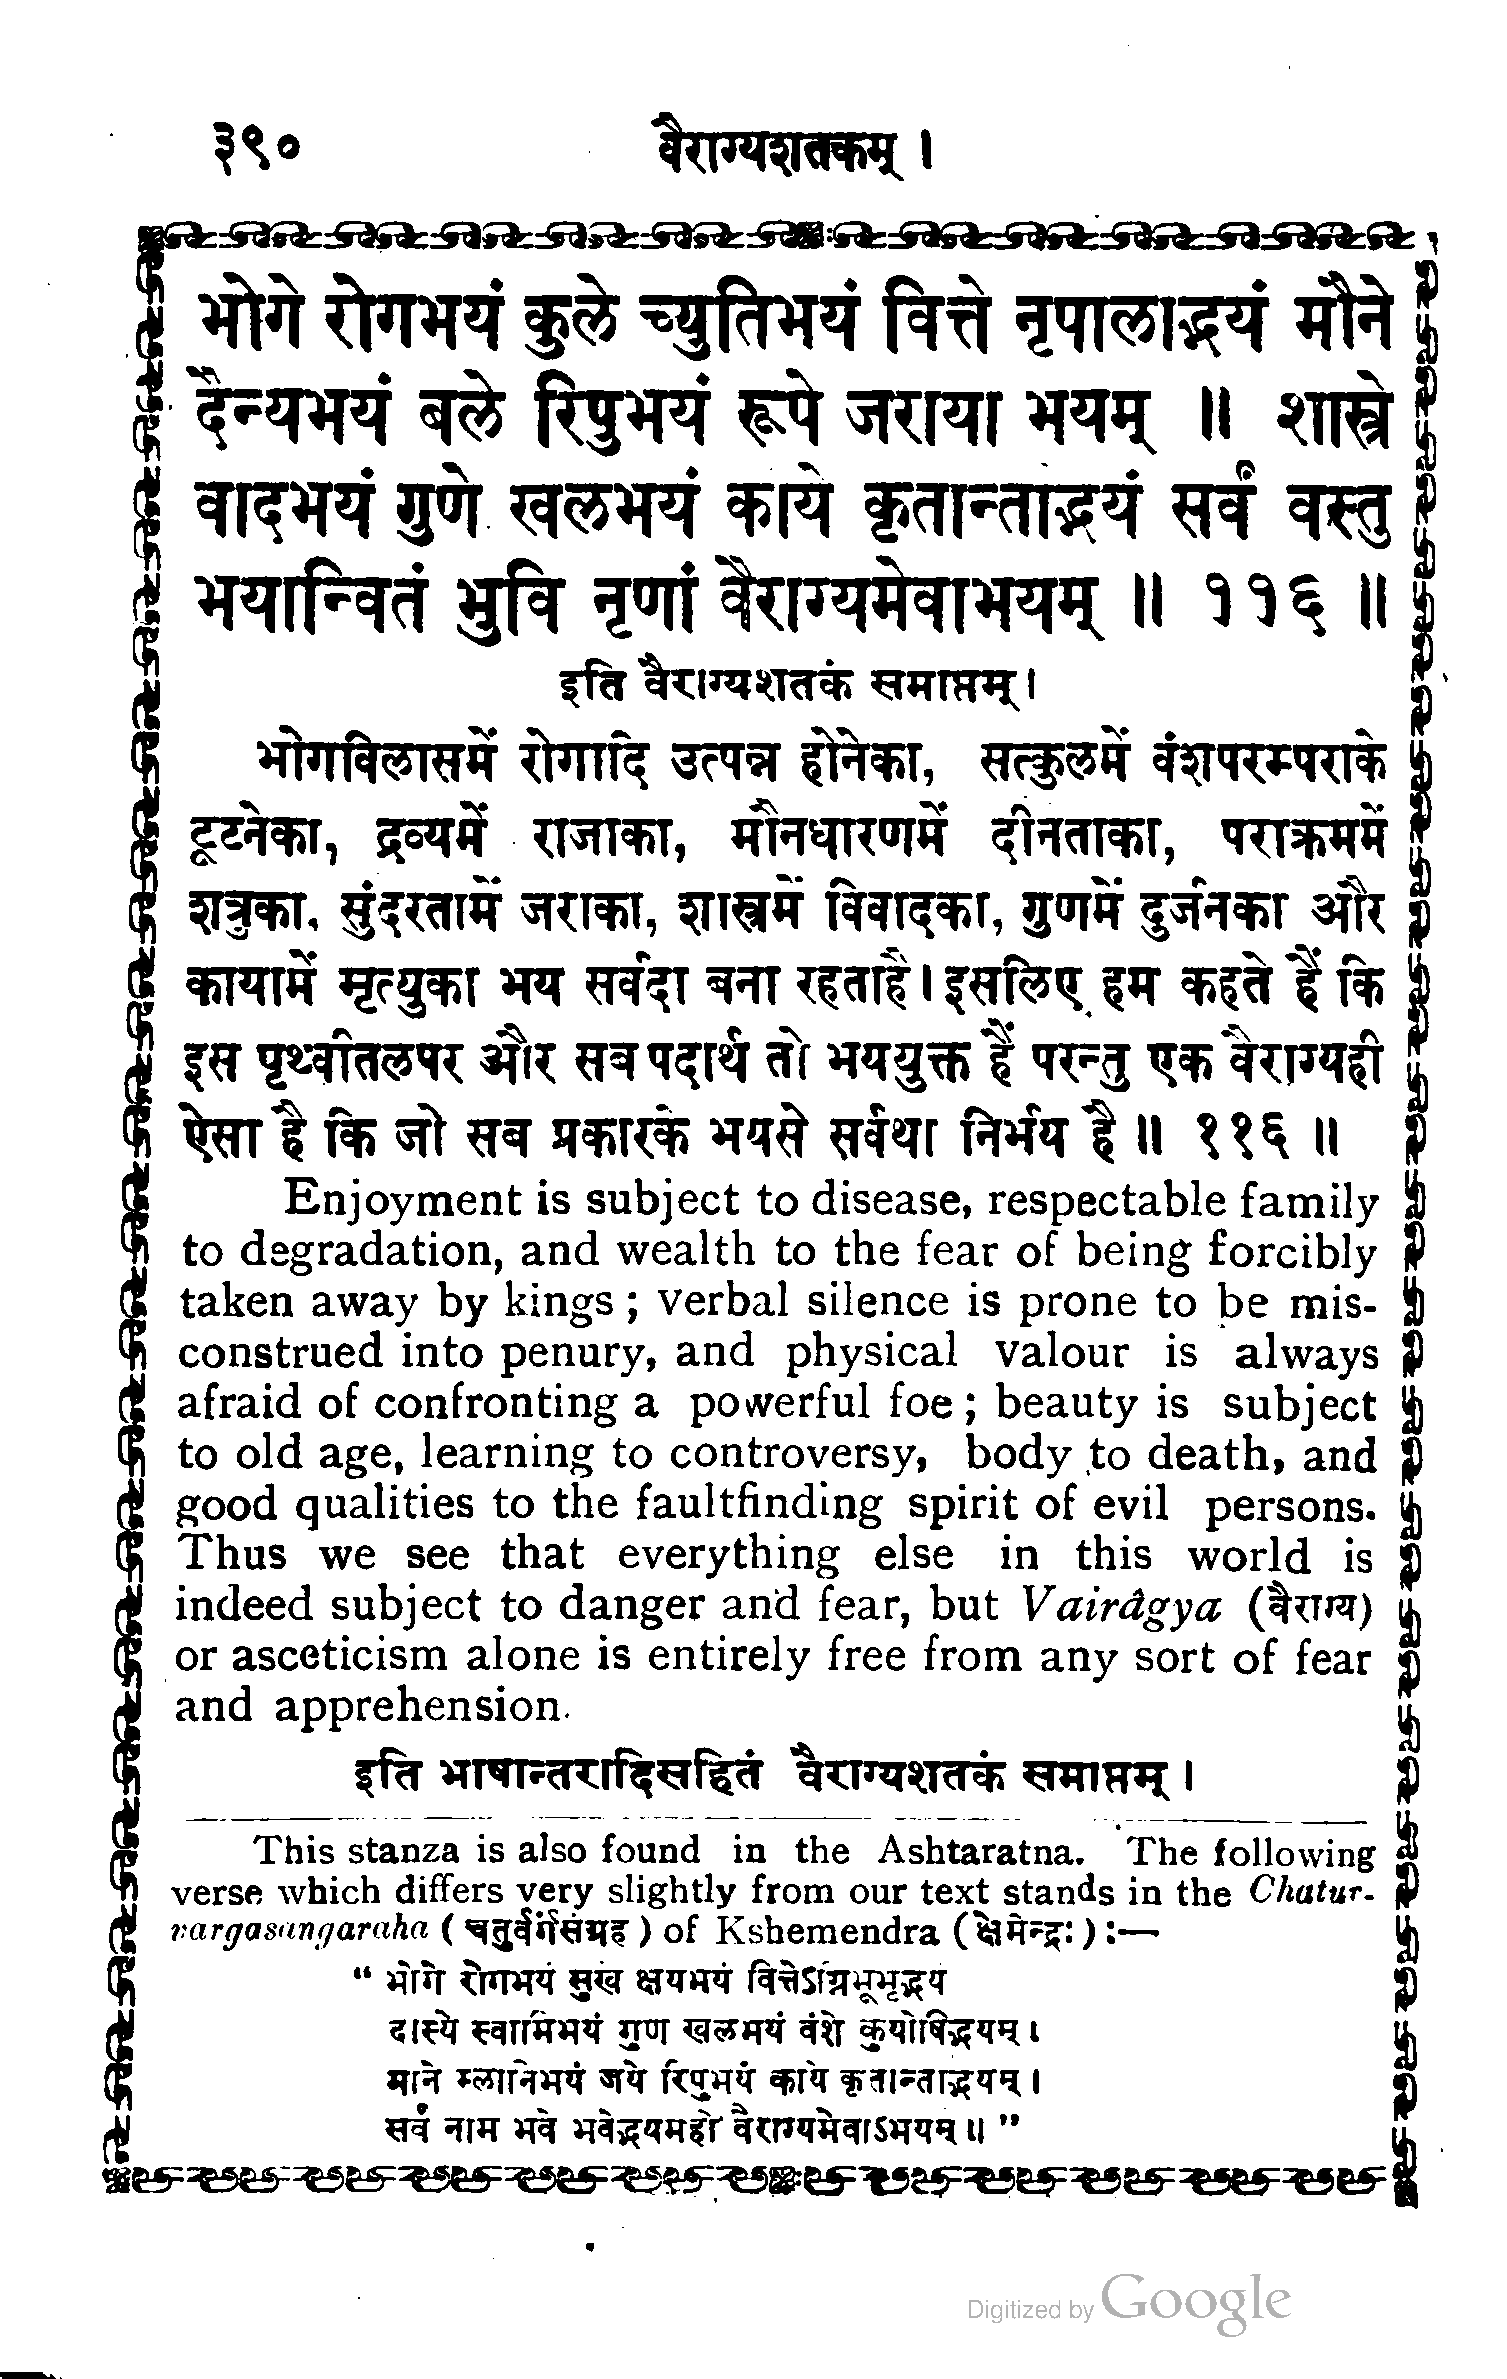 ३९०
वैराग्यशतकम् ।
भोगे रोगभयं कुले च्युतिभयं वित्ते नृपालाद्भयं मौने
दैन्यभयं बले रिपुभयं रूपे जराया भयम् ॥ शास्त्रे
वादभयं गुणे खलभयं काये कृतान्ताद्भयं सर्वं वस्तु
भयान्वितं भुवि नृणां वैराग्यमेवाभयम् ॥ ११६ ॥
इति वैराग्यशतकं समाप्तम् ।
भोगविलासमें रोगादि उत्पन्न होनेका, सत्कुलमें वंशपरम्पराके
टूटनेका, द्रव्यमें राजाका, मौनधारणमें दीनताका, पराक्रममें
शत्रुका, सुंदरतामें जराका, शास्त्रमें विवादका, गुणमें दुर्जनका और
कायामें मृत्युका भय सर्वदा बना रहताहै । इसलिए हम कहते हैं कि
इस पृथ्वीतलपर और सब पदार्थ तो भययुक्त हैं परन्तु एक वैराग्यही
ऐसा है कि जो सब प्रकारके भयसे सर्वथा निर्भय है ॥ ११६ ॥
Enjoyment is subject to disease, respectable family
to degradation, and wealth to the fear of being forcibly
taken away by kings ; verbal silence is prone to be mis-
construed into penury, and physical valour is always
afraid of confronting a powerful foe ; beauty is subject
to old age, learning to controversy, body to death, and
good qualities to the faultfinding spirit of evil persons.
Thus we see that everything else in this world is
indeed subject to danger and fear, but Vairâgya (वैराग्य)
or asceticism alone is entirely free from any sort of fear
and apprehension.
इति भाषान्तरादिसहितं वैराग्यशतकं समाप्तम् ।
This stanza is also found in the Ashtaratna. The following
verse which differs very slightly from our text stands in the Chatur-
vargasangaraha ( चतुर्वर्गसंग्रह ) of Kshemendra (क्षेमेन्द्रः) :—
“ भोगे रोगभयं सुखे क्षयभयं वित्तेऽग्निभूभृद्भयं
दास्ये स्वामिभयं गुणे खलभयं वंशे कुयोषिद्भयम् ।
माने म्लानिभयं जये रिपुभयं काये कृतान्ताद्भयम् ।
सर्वं नाम भवे भवेद्भयमहो वैराग्यमेवाऽभयम् ॥ ”
Digitized by Google